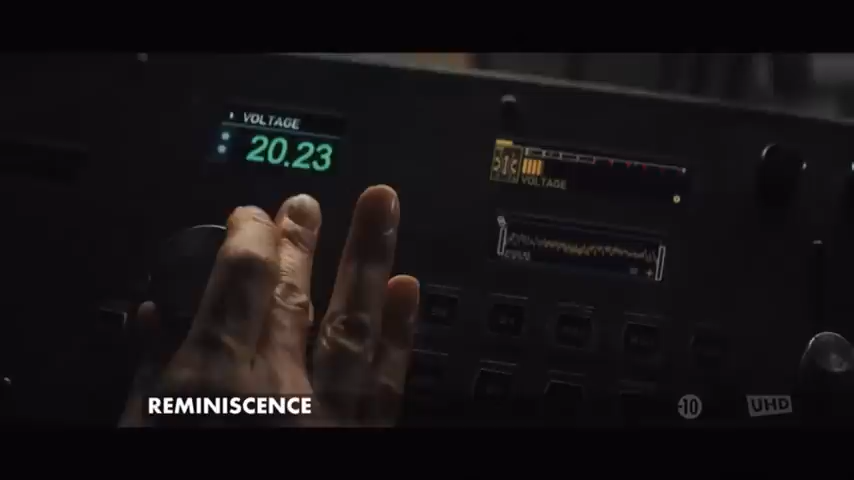 VOLTAGE
20.23
VOLTAGE
REMINISCENCE
-10
UHD